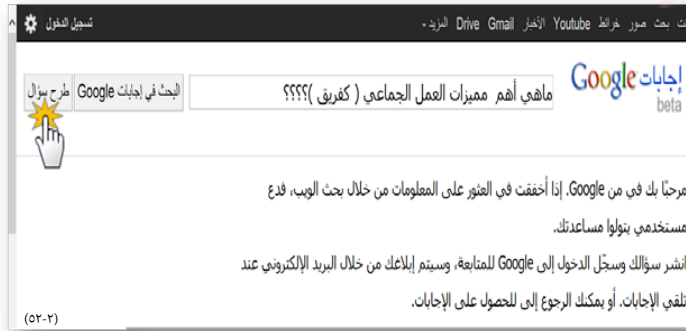 بحث صور خرائط Youtube الأخبار Gmail Drive المزيد
تسجيل الدخول
إجابات Google
beta
ماهي أهم مميزات العمل الجماعي ( كفريق )؟؟؟؟
البحث في إجابات Google
طرح سؤال
مرحبًا بك في من Google. إذا أخفقت في العثور على المعلومات من خلال بحث الويب، فدع
مستخدمي يتولوا مساعدتك.
انشر سؤالك وسجّل الدخول إلى Google للمتابعة، وسيتم إبلاغك من خلال البريد الإلكتروني عند
تلقي الإجابات. أو يمكنك الرجوع إلى للحصول على الإجابات.
(٥٢-٢)